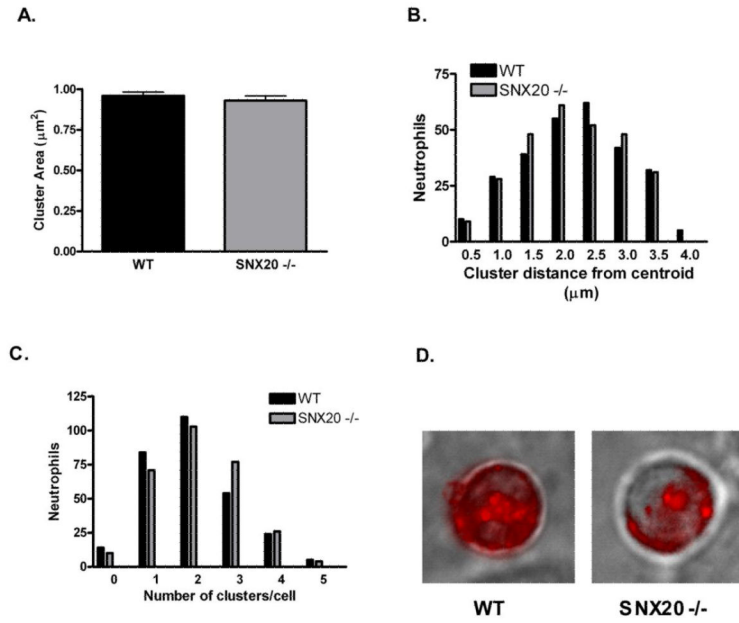 A.
Cluster Area (μm²)
1.00
0.75
0.50
0.25
0.00
WT
SNX20 -/-
B.
WT
SNX20 -/-
Neutrophils
75
50
25
0
0.5 1.0 1.5 2.0 2.5 3.0 3.5 4.0
Cluster distance from centroid
(μm)
C.
WT
SNX20 -/-
Neutrophils
125
100
75
50
25
0
0 1 2 3 4 5
Number of clusters/cell
D.
WT
SNX20 -/-